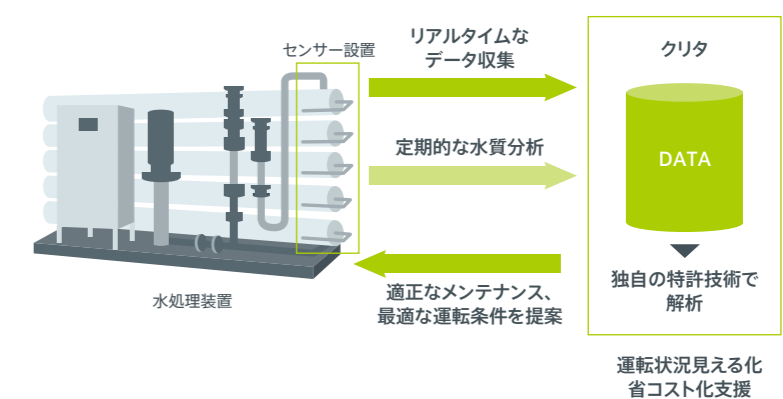 センサー設置
リアルタイムな
データ収集
クリタ
定期的な水質分析
DATA
適正なメンテナンス、
最適な運転条件を提案
独自の特許技術で
解析
水処理装置
運転状況見える化
省コスト化支援